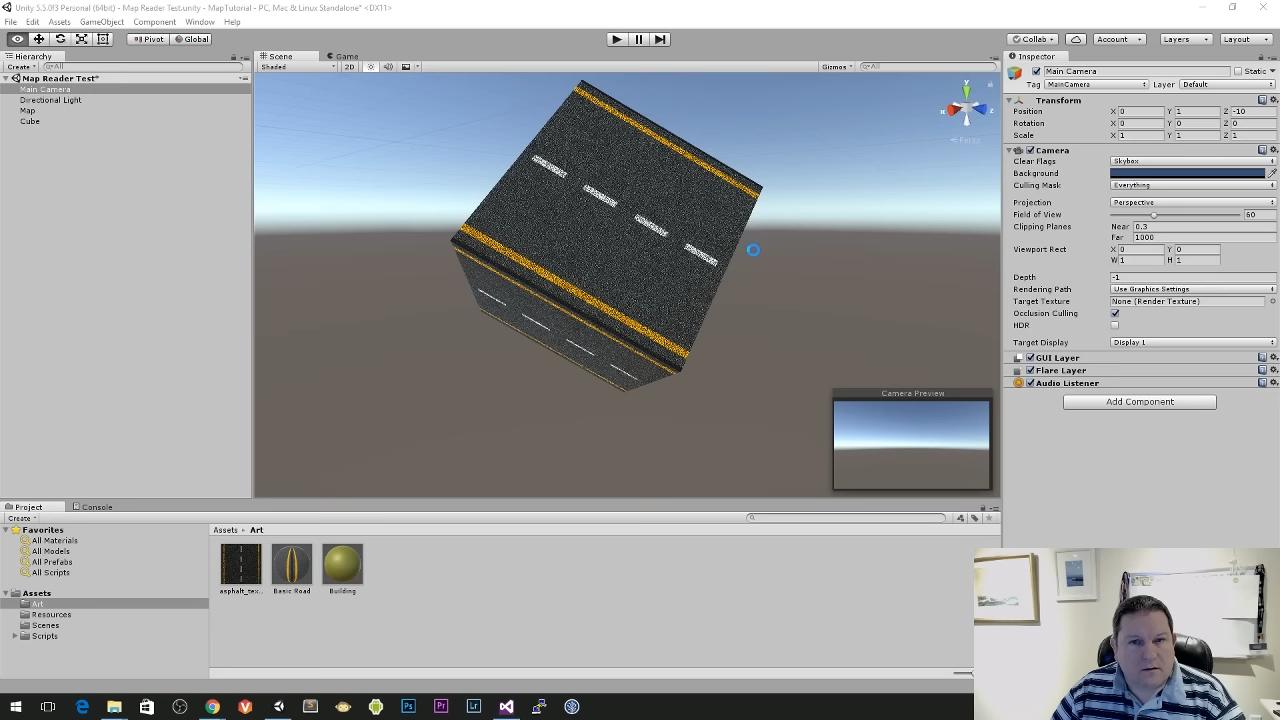 Unity 5.5.0f3 Personal (64bit) - Map Reader Test.unity - MapTutorial - PC, Mac & Linux Standalone* <DX11>
File Edit Assets GameObject Component Window Help
Pivot Global Collab Account Layers Layout
Hierarchy
Create All
Map Reader Test*
Main Camera
Directional Light
Map
Cube
Scene Game
Shaded 2D Gizmos All
y
x z
Persp
Camera Preview
Inspector
Main Camera Static
Tag MainCamera Layer Default
Transform
Position X 0 Y 1 Z -10
Rotation X 0 Y 0 Z 0
Scale X 1 Y 1 Z 1
Camera
Clear Flags Skybox
Background
Culling Mask Everything
Projection Perspective
Field of View 60
Clipping Planes Near 0.3
Far 1000
Viewport Rect X 0 Y 0
W 1 H 1
Depth -1
Rendering Path Use Graphics Settings
Target Texture None (Render Texture)
Occlusion Culling
HDR
Target Display Display 1
GUI Layer
Flare Layer
Audio Listener
Add Component
Project Console
Create
Favorites
All Materials
All Models
All Prefabs
All Scripts
Assets
Art
Resources
Scenes
Scripts
Assets Art
asphalt_tex...
Basic Road
Building
Ps Pr Lr